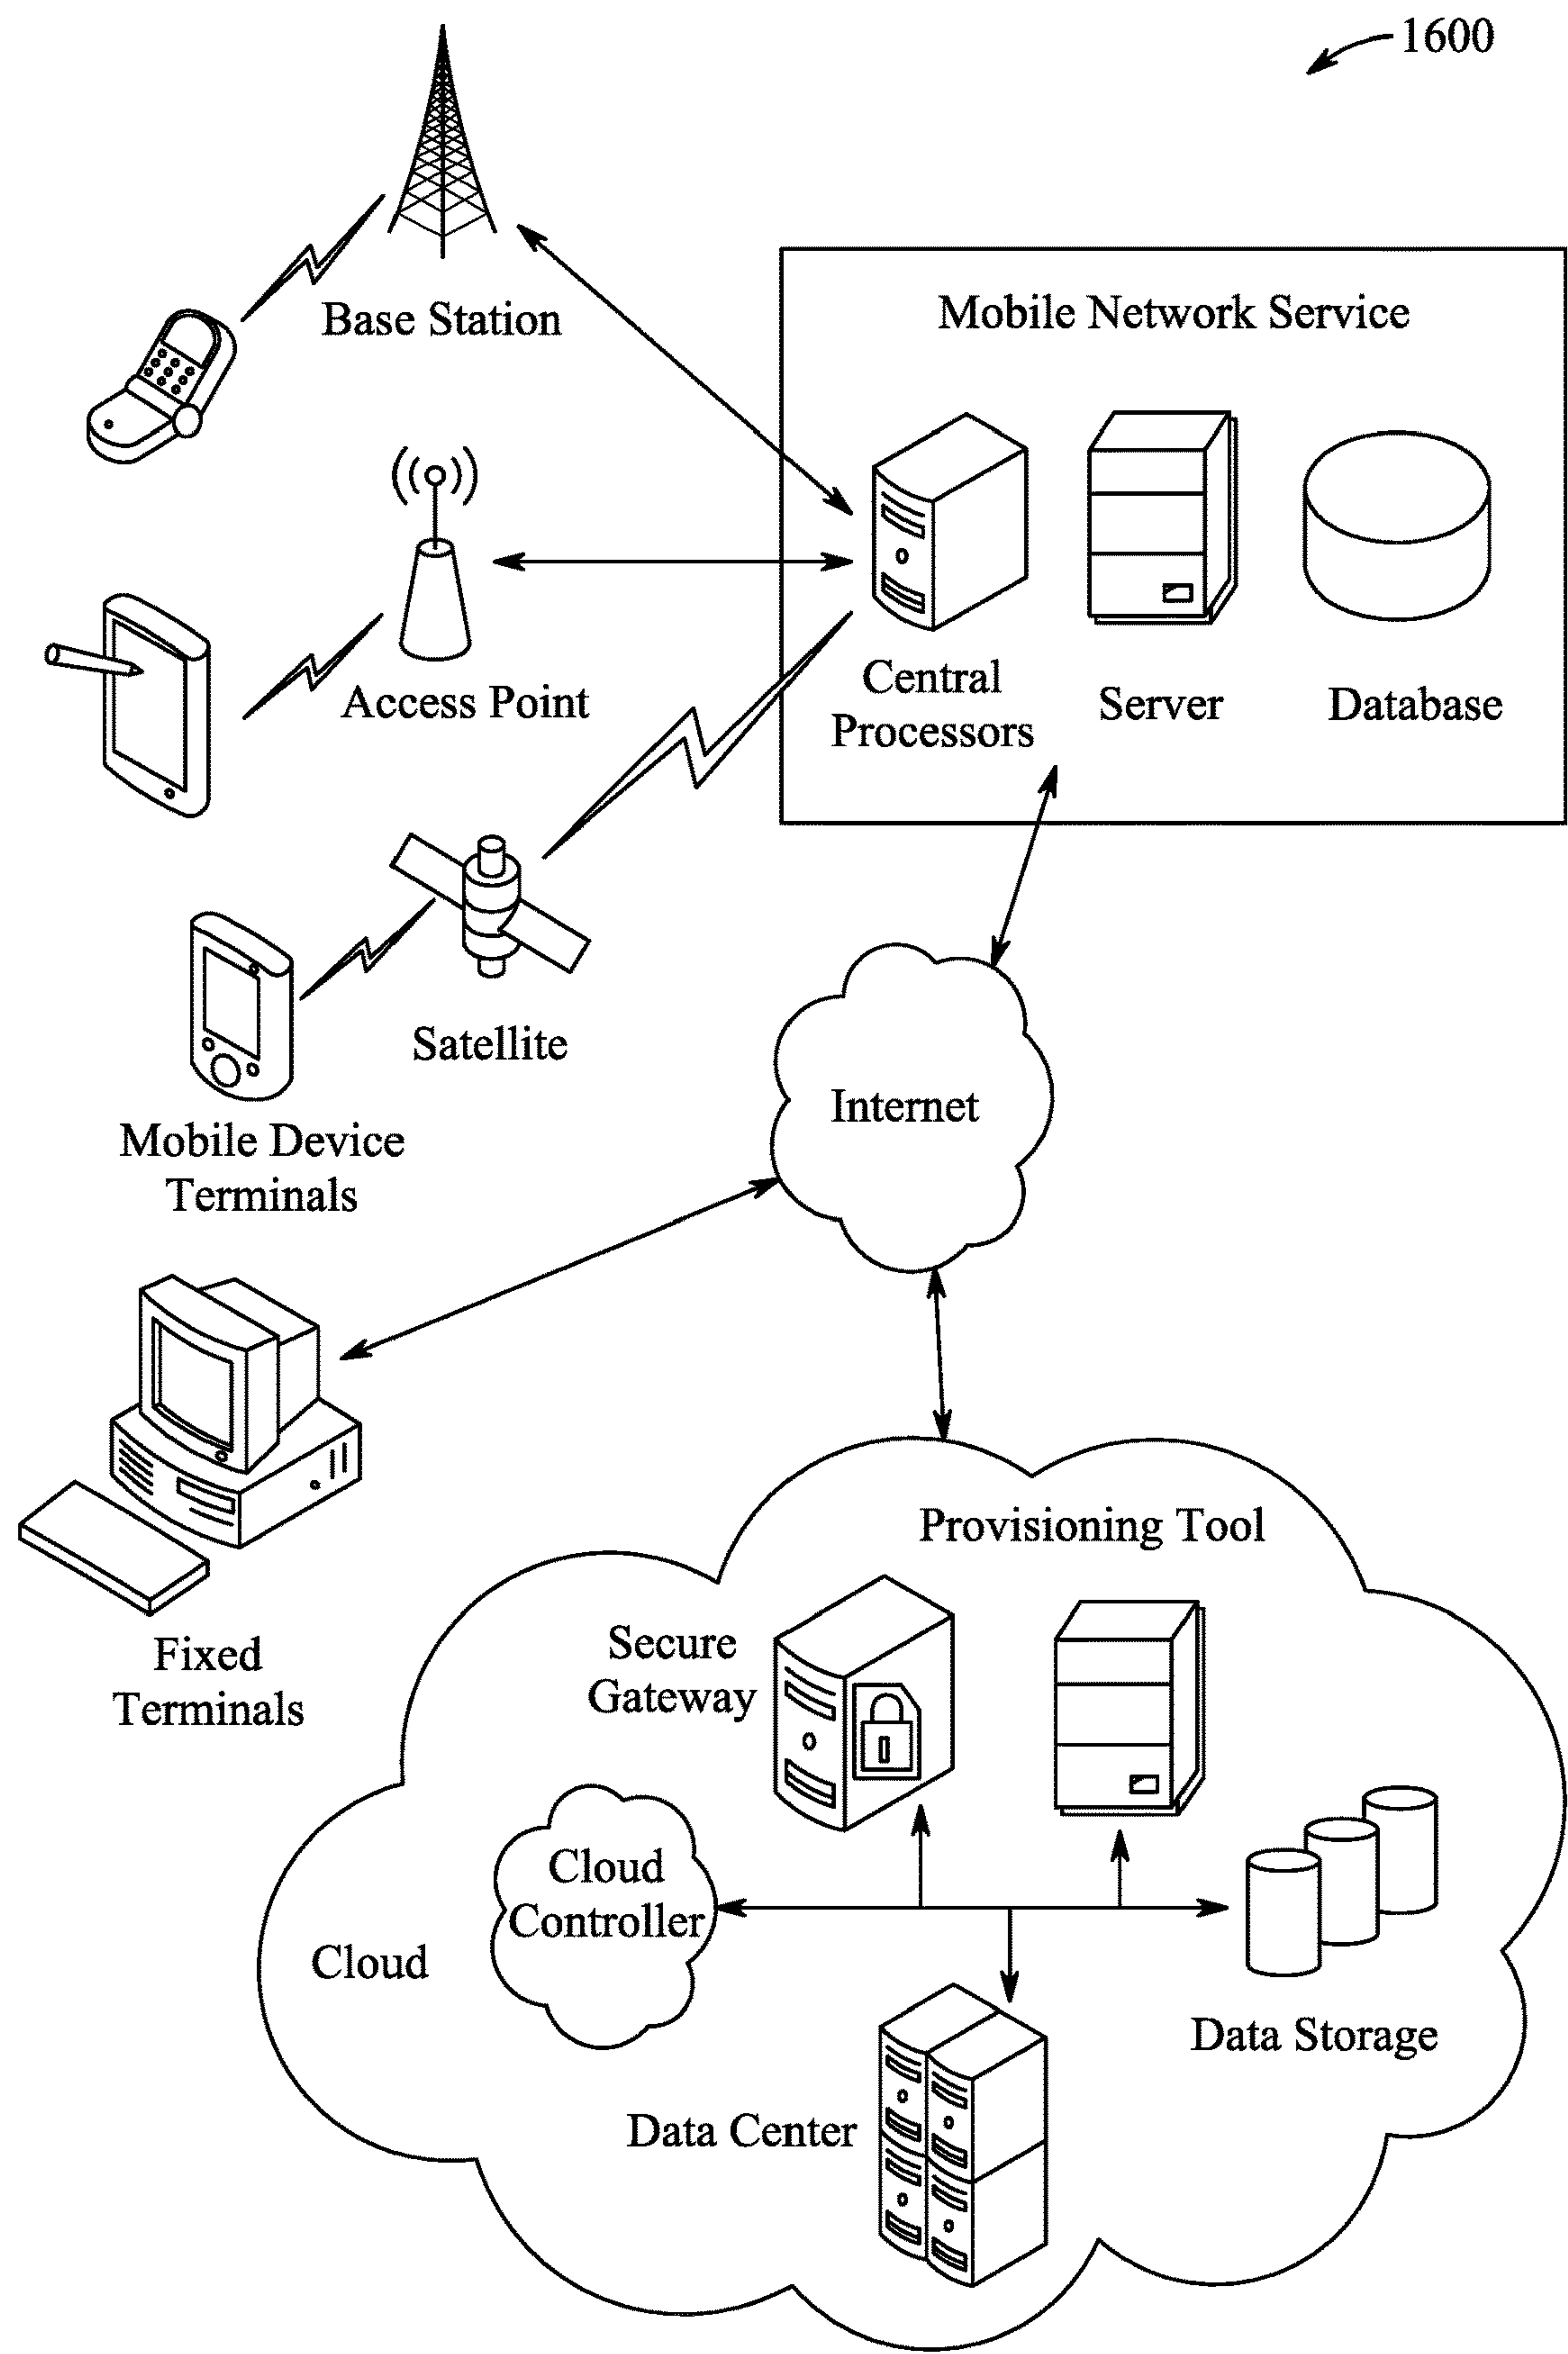 1600
Base Station
Mobile Network Service
Access Point
Central
Processors
Server
Database
Satellite
Mobile Device
Terminals
Internet
Fixed
Terminals
Provisioning Tool
Secure
Gateway
Cloud
Controller
Cloud
Data Storage
Data Center